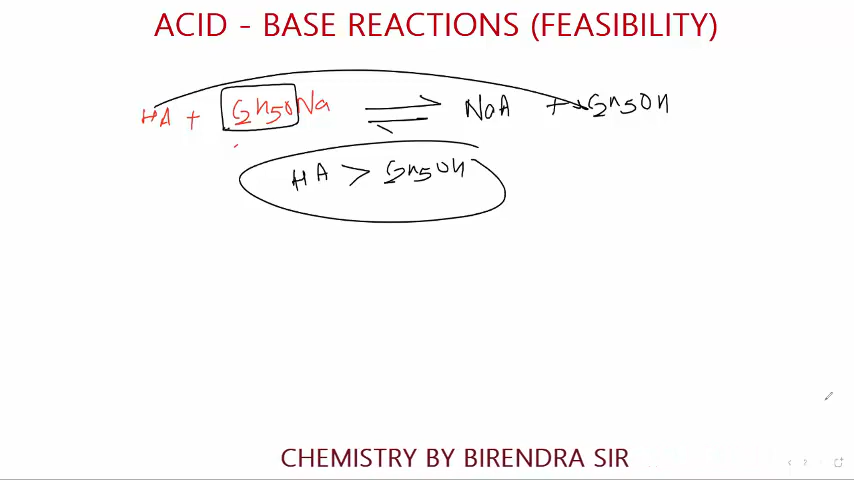 ACID - BASE REACTIONS (FEASIBILITY)
HA + C2H5ONa ⇌ NaA + C2H5OH
HA > C2H5OH
CHEMISTRY BY BIRENDRA SIR